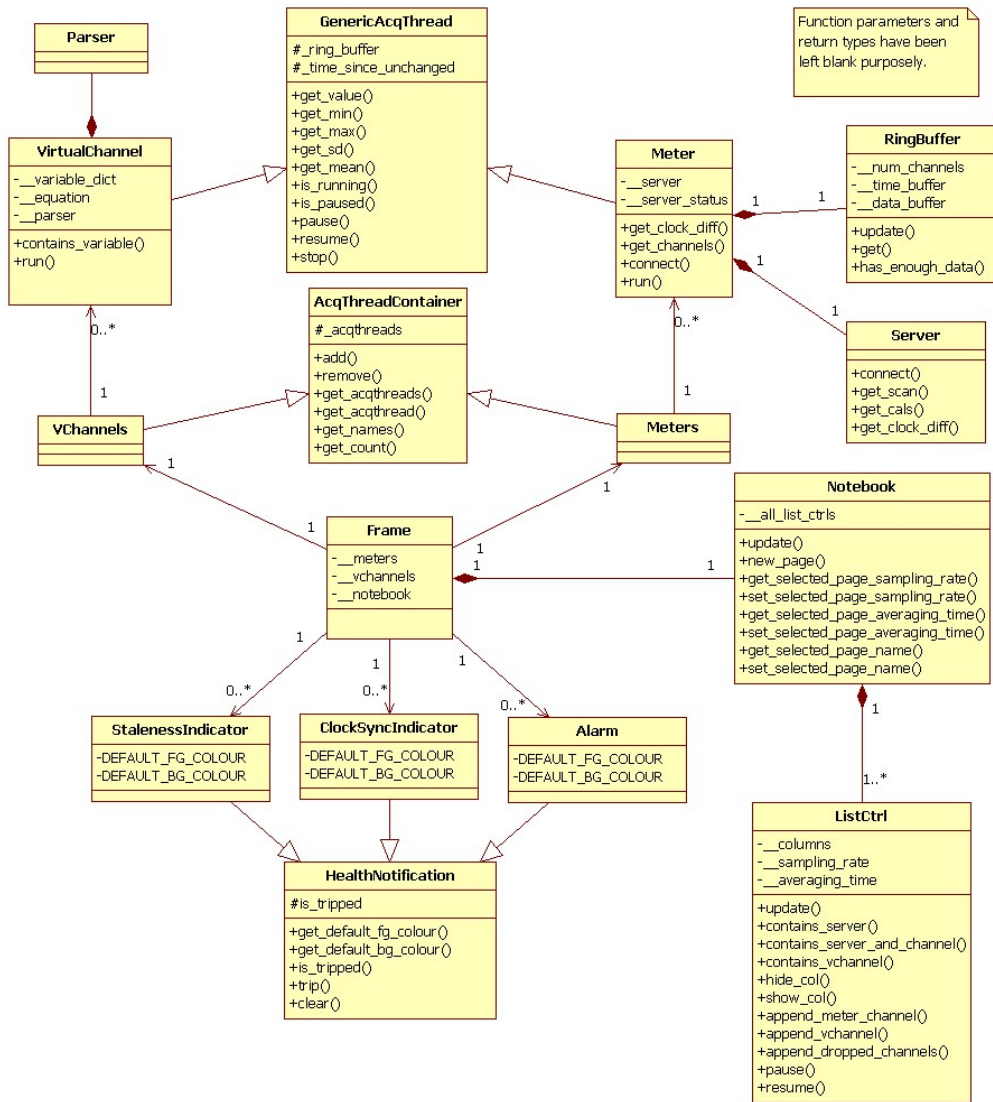 Parser
GenericAcqThread
#_ring_buffer
#_time_since_unchanged
+get_value()
+get_min()
+get_max()
+get_sd()
+get_mean()
+is_running()
+is_paused()
+pause()
+resume()
+stop()
Function parameters and
return types have been
left blank purposely.
VirtualChannel
-__variable_dict
-__equation
-__parser
+contains_variable()
+run()
Meter
-__server
-__server_status
+get_clock_diff()
+get_channels()
+connect()
+run()
RingBuffer
-__num_channels
-__time_buffer
-__data_buffer
+update()
+get()
+has_enough_data()
1
1
1
1
Server
+connect()
+get_scan()
+get_cals()
+get_clock_diff()
AcqThreadContainer
#_acqthreads
+add()
+remove()
+get_acqthreads()
+get_acqthread()
+get_names()
+get_count()
0..*
1
0..*
1
VChannels
Meters
1
1
1
1
Frame
-__meters
-__vchannels
-__notebook
1
1
Notebook
-__all_list_ctrls
+update()
+new_page()
+get_selected_page_sampling_rate()
+set_selected_page_sampling_rate()
+get_selected_page_averaging_time()
+set_selected_page_averaging_time()
+get_selected_page_name()
+set_selected_page_name()
1
1
1
0..*
0..*
0..*
StalenessIndicator
-DEFAULT_FG_COLOUR
-DEFAULT_BG_COLOUR
ClockSyncIndicator
-DEFAULT_FG_COLOUR
-DEFAULT_BG_COLOUR
Alarm
-DEFAULT_FG_COLOUR
-DEFAULT_BG_COLOUR
1
1..*
HealthNotification
#is_tripped
+get_default_fg_colour()
+get_default_bg_colour()
+is_tripped()
+trip()
+clear()
ListCtrl
-__columns
-__sampling_rate
-__averaging_time
+update()
+contains_server()
+contains_server_and_channel()
+contains_vchannel()
+hide_col()
+show_col()
+append_meter_channel()
+append_vchannel()
+append_dropped_channels()
+pause()
+resume()